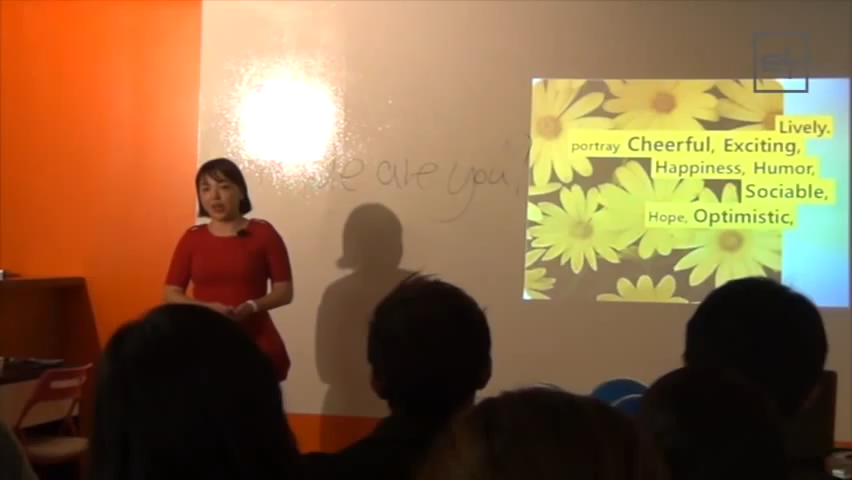 are you?
Lively.
portray Cheerful, Exciting,
Happiness, Humor,
Sociable,
Hope, Optimistic,